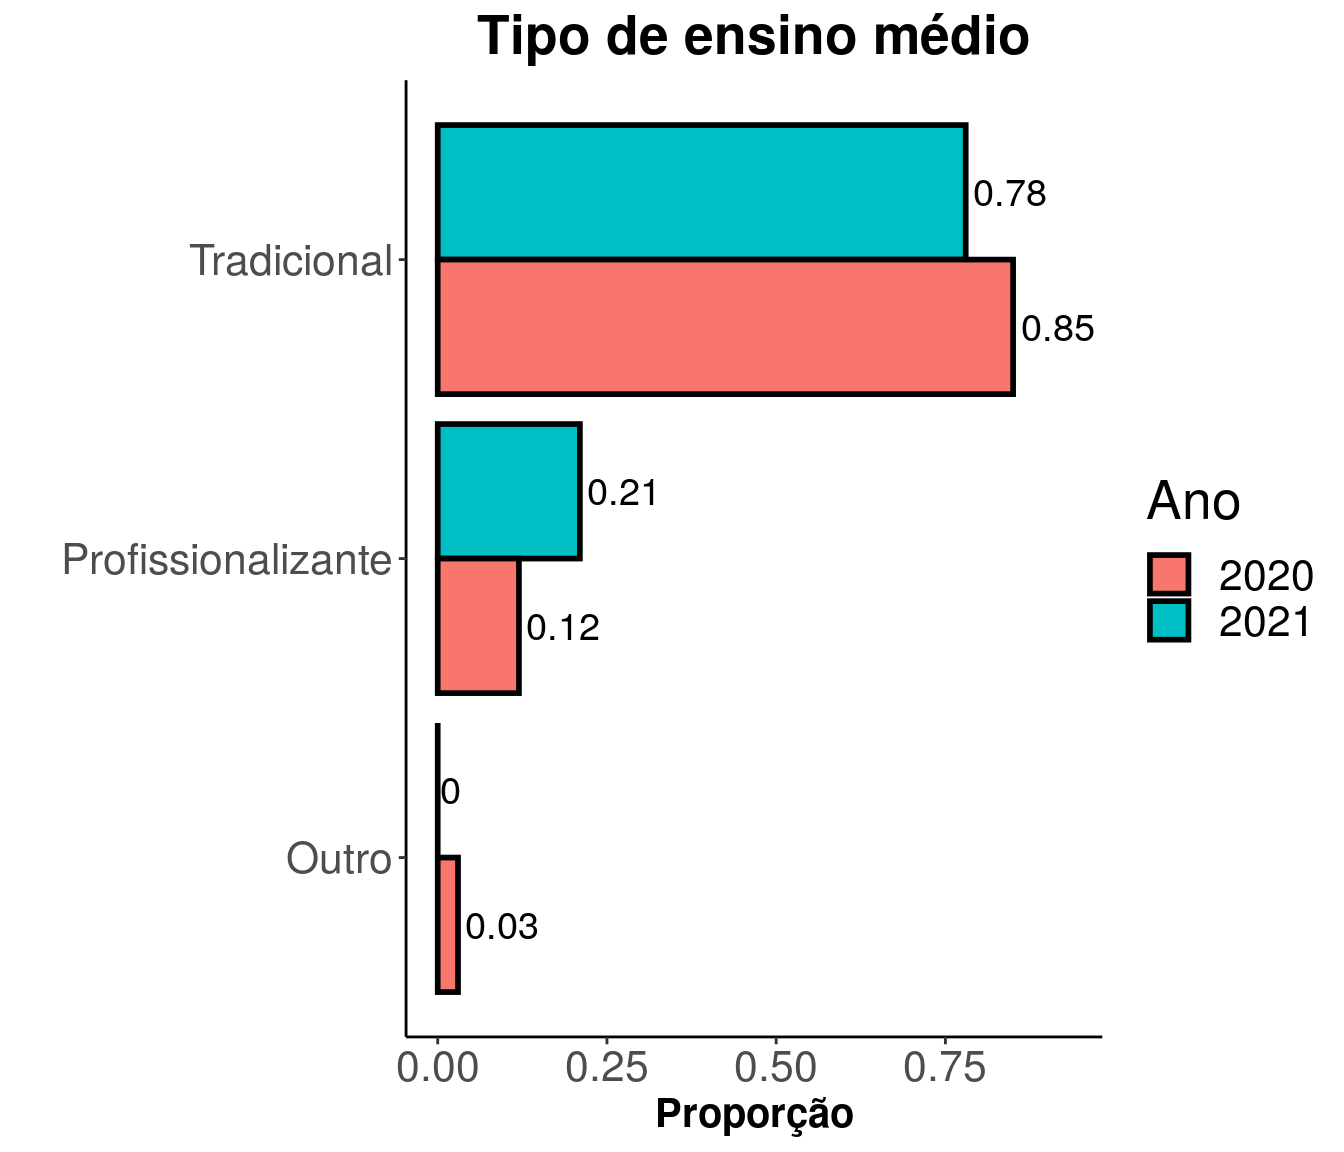 Tipo de ensino médio
Tradicional
0.78
0.85
Profissionalizante
0.21
0.12
Outro
0
0.03
0.00 0.25 0.50 0.75
Proporção
Ano
2020
2021